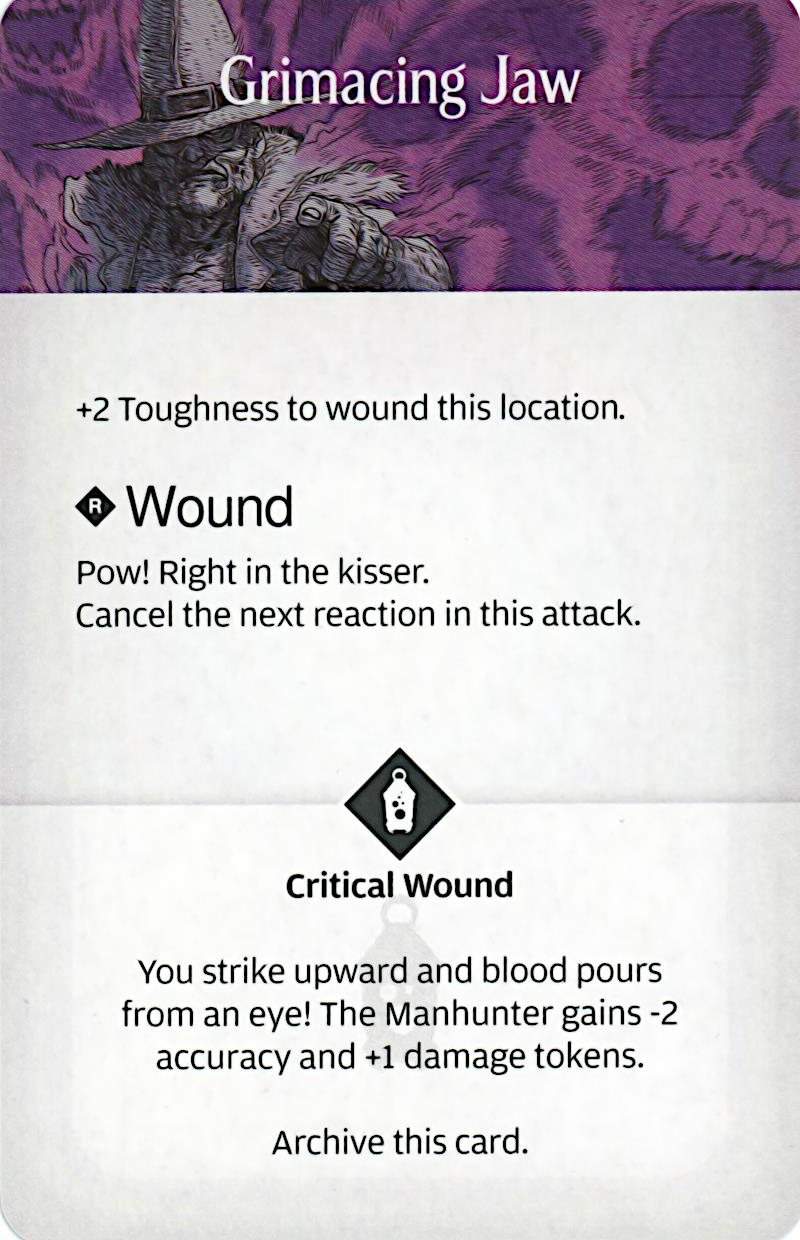 Grimacing Jaw
+2 Toughness to wound this location.
R Wound
Pow! Right in the kisser.
Cancel the next reaction in this attack.
Critical Wound
You strike upward and blood pours
from an eye! The Manhunter gains -2
accuracy and +1 damage tokens.
Archive this card.